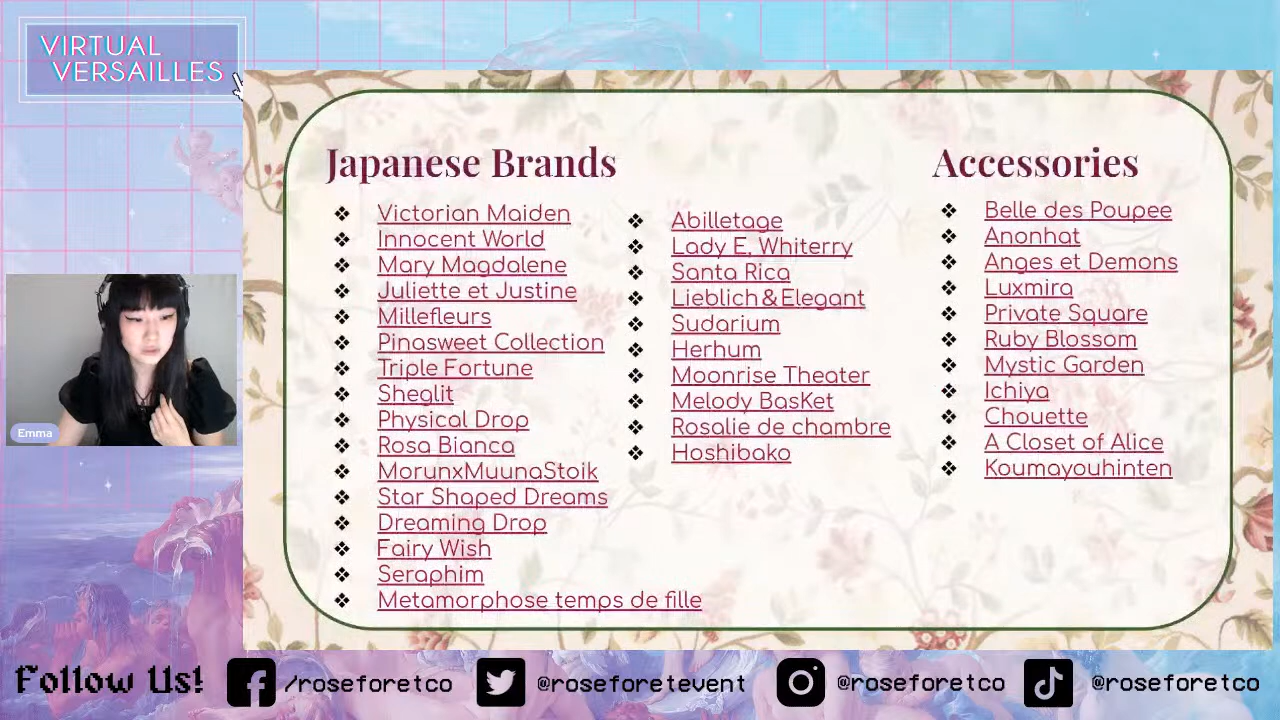 VIRTUAL
VERSAILLES
Japanese Brands
Victorian Maiden
Innocent World
Mary Magdalene
Juliette et Justine
Millefleurs
Pinasweet Collection
Triple Fortune
Sheglit
Physical Drop
Rosa Bianca
MorunxMuunaStoik
Star Shaped Dreams
Dreaming Drop
Fairy Wish
Seraphim
Metamorphose temps de fille
Abilletage
Lady E, Whiterry
Santa Rica
Lieblich&Elegant
Sudarium
Herhum
Moonrise Theater
Melody BasKet
Rosalie de chambre
Hoshibako
Accessories
Belle des Poupee
Anonhat
Anges et Demons
Luxmira
Private Square
Ruby Blossom
Mystic Garden
Ichiya
Chouette
A Closet of Alice
Koumayouhinten
Emma
Follow Us! /roseforetco @roseforetevent @roseforetco @roseforetco